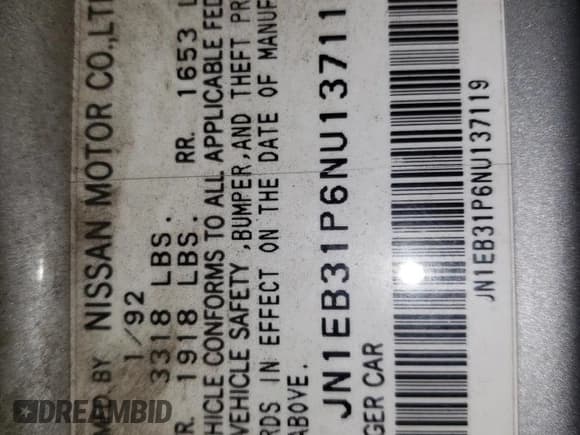 MFD BY NISSAN MOTOR CO.,LT
1/92
3318 LBS.
R. 1918 LBS. RR. 1653 L
HICLE CONFORMS TO ALL APPLICABLE FED
VEHICLE SAFETY ,BUMPER,AND THEFT PR
RDS IN EFFECT ON THE DATE OF MANUF
ABOVE.
JN1EB31P6NU13711
GER CAR
JN1EB31P6NU137119
DREAMBID